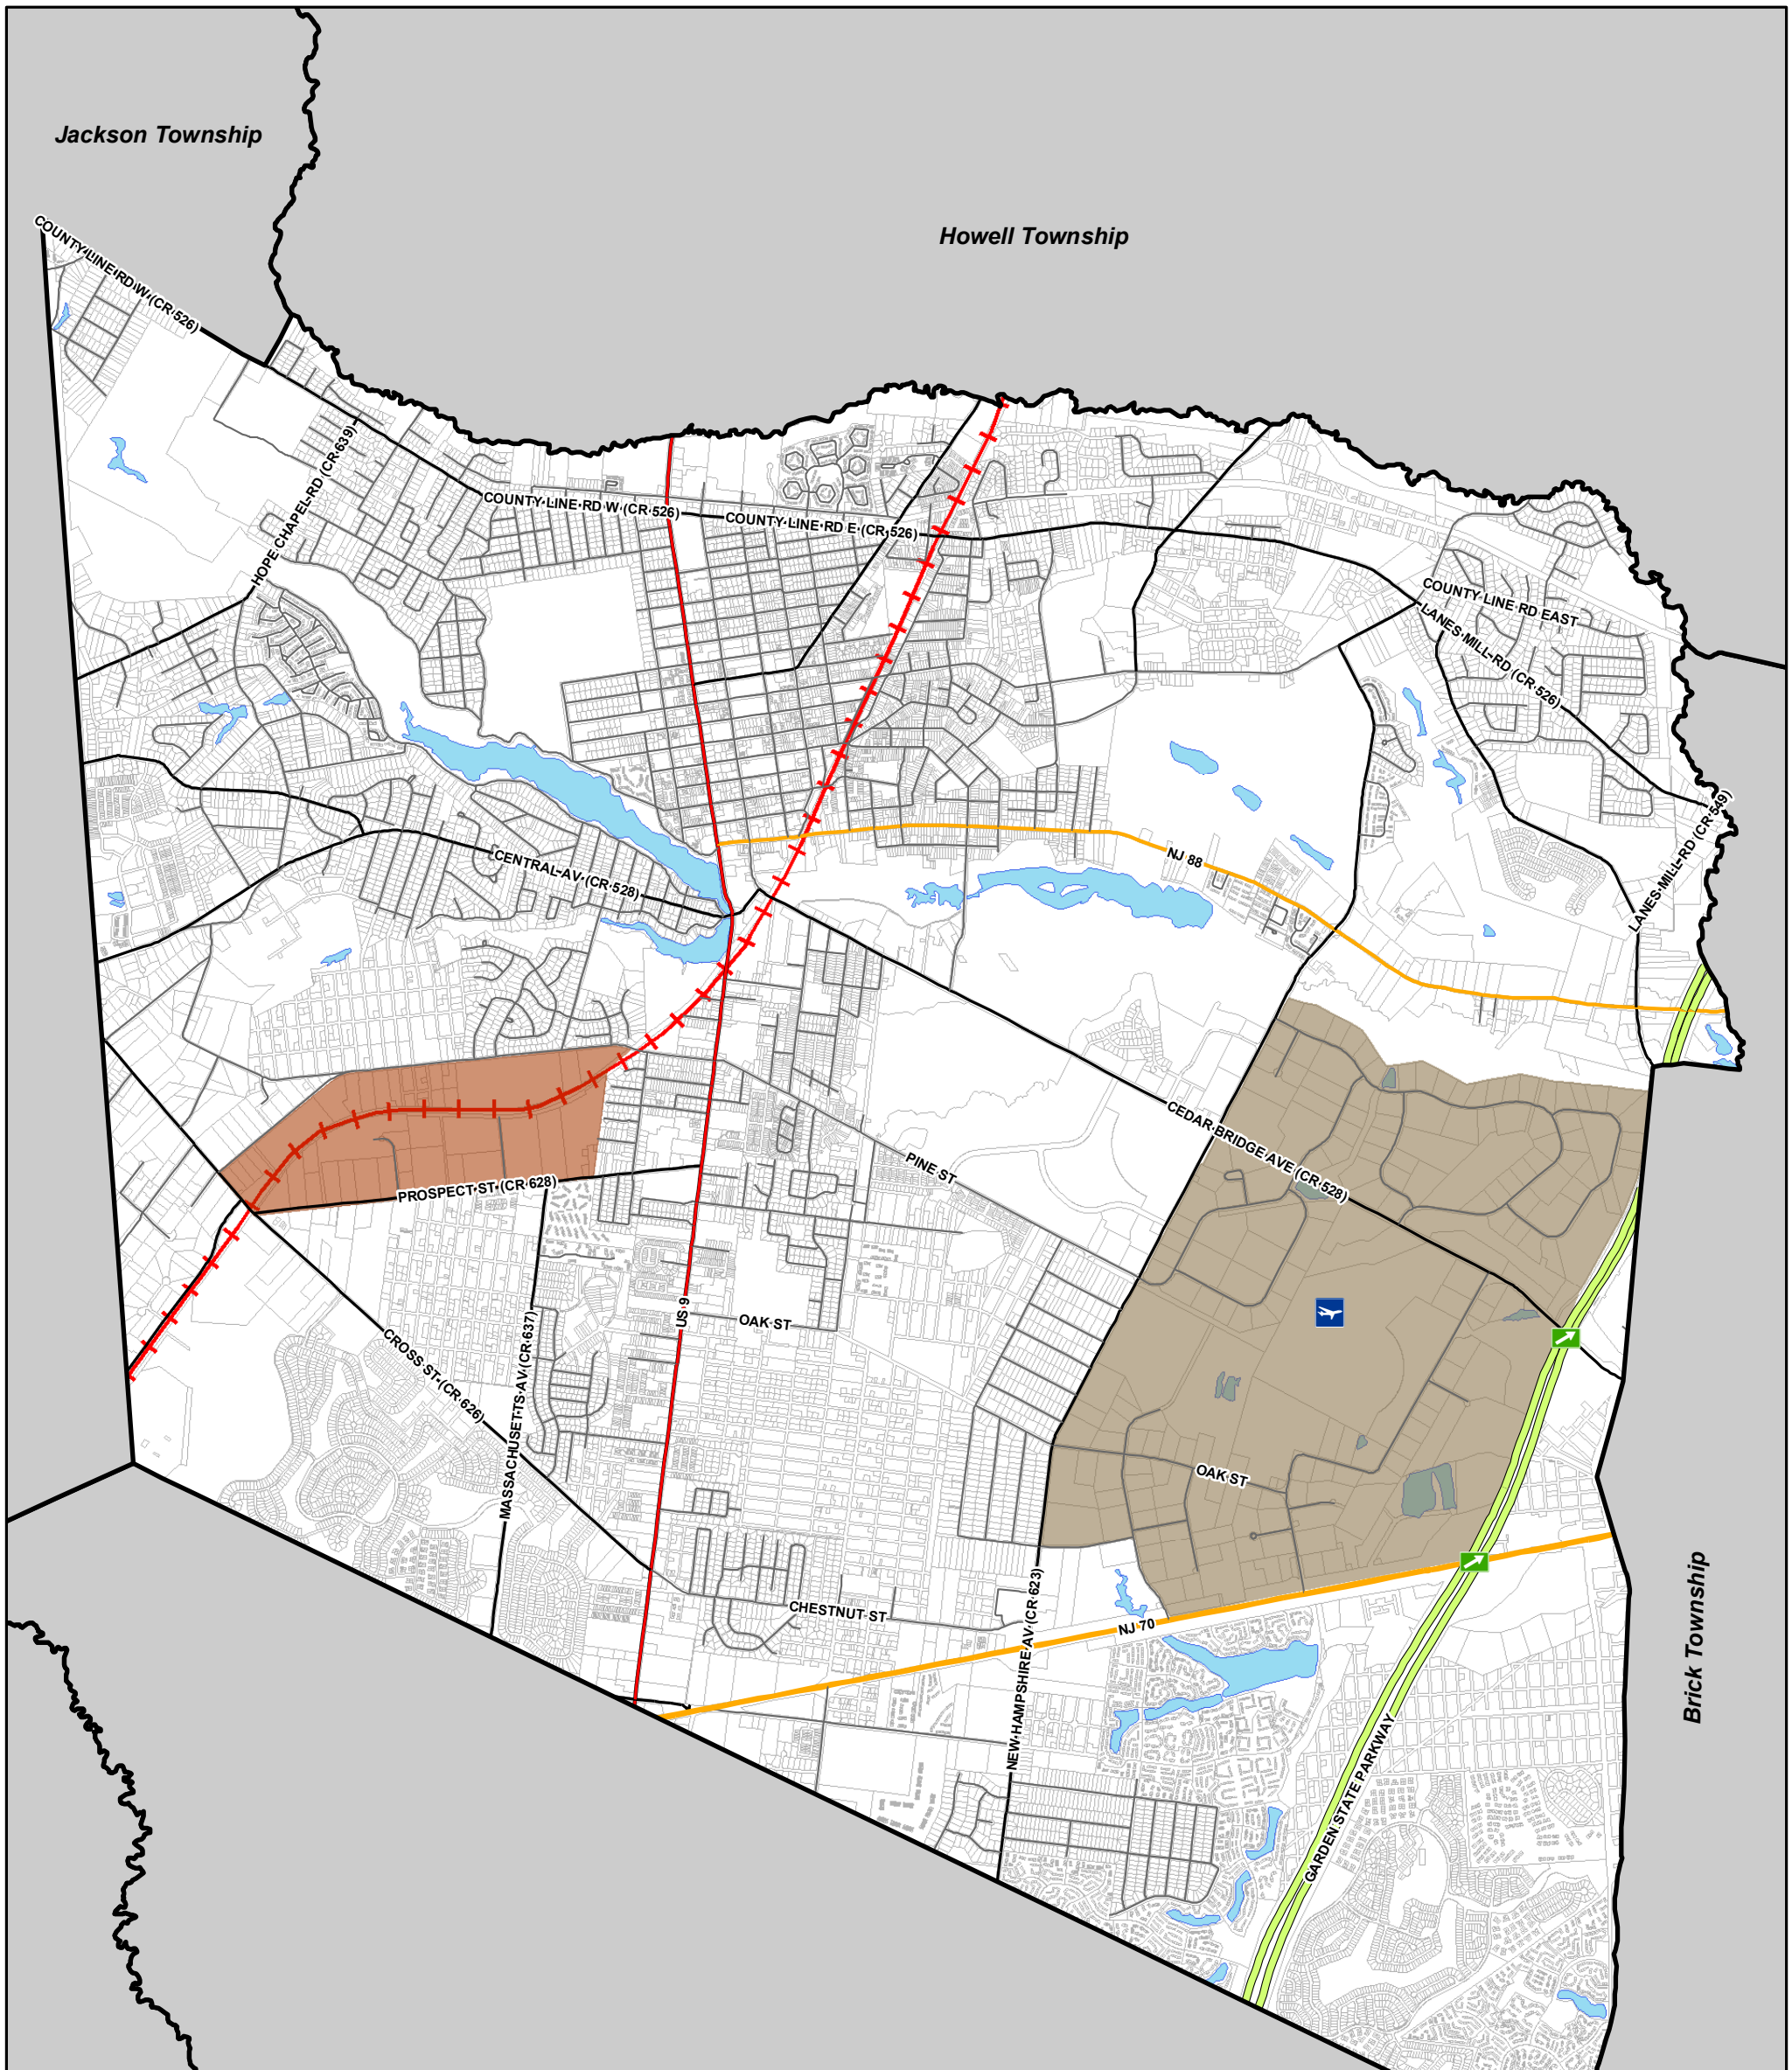 Jackson Township
Howell Township
COUNTY LINE RD W (CR 526)
HOPE CHAPEL RD (CR 639)
COUNTY LINE RD W (CR 526)
COUNTY LINE RD E (CR 526)
COUNTY LINE RD EAST
LANES MILL RD (CR 526)
LANES MILL RD (CR 549)
NJ 88
CENTRAL AV (CR 528)
CEDAR BRIDGE AVE (CR 528)
PINE ST
PROSPECT ST (CR 628)
US 9
OAK ST
CROSS ST (CR 626)
MASSACHUSETTS AV (CR 637)
OAK ST
CHESTNUT ST
NEW HAMPSHIRE AV (CR 623)
NJ 70
Brick Township
GARDEN STATE PARKWAY